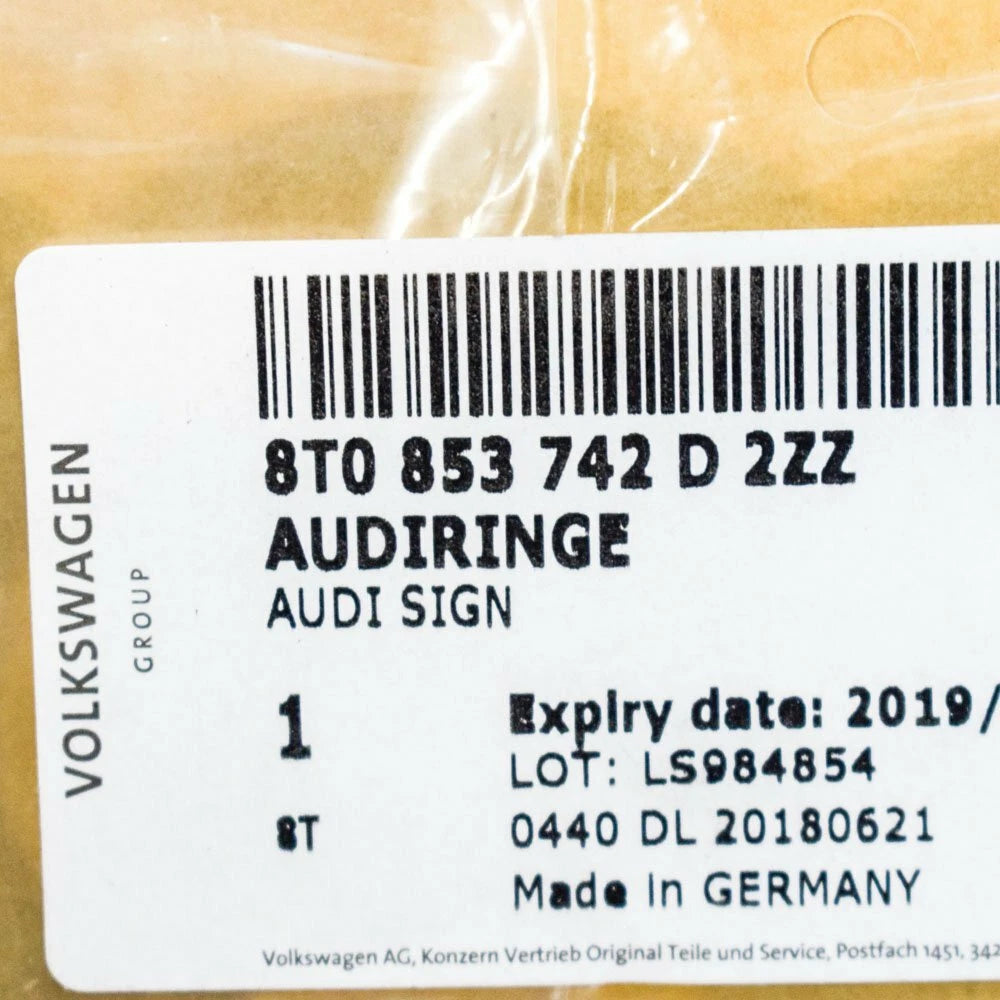 8T0 853 742 D 2ZZ
AUDIRINGE
AUDI SIGN
VOLKSWAGEN
GROUP
1
Expiry date: 2019/
LOT: LS984854
8T
0440 DL 20180621
Made in GERMANY
Volkswagen AG, Konzern Vertrieb Original Teile und Service, Postfach 1451, 342